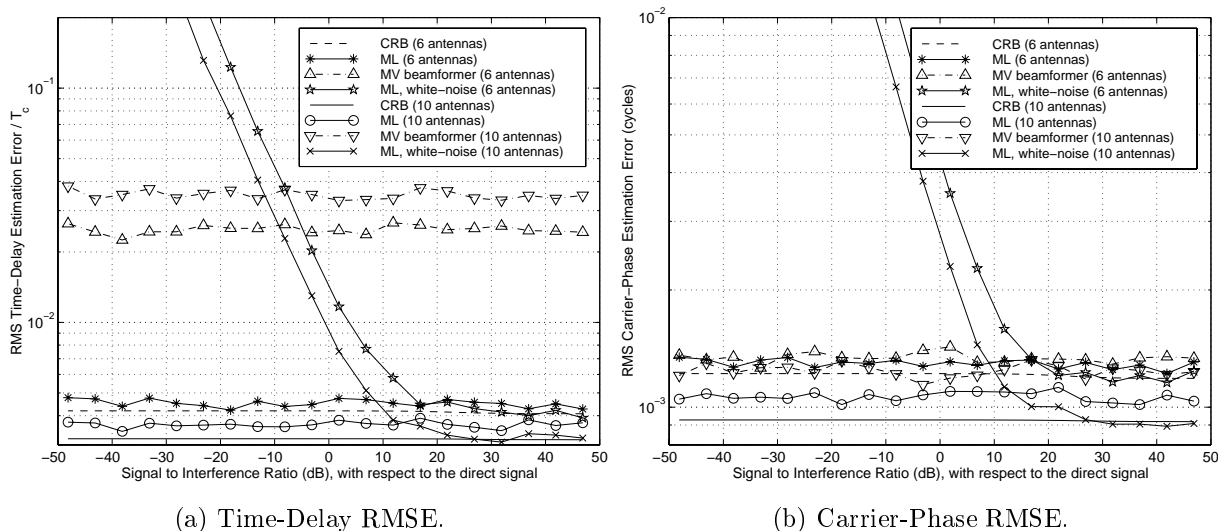 10⁻¹
10⁻²
RMS Time−Delay Estimation Error / T_c
CRB (6 antennas)
ML (6 antennas)
MV beamformer (6 antennas)
ML, white−noise (6 antennas)
CRB (10 antennas)
ML (10 antennas)
MV beamformer (10 antennas)
ML, white−noise (10 antennas)
−50 −40 −30 −20 −10 0 10 20 30 40 50
Signal to Interference Ratio (dB), with respect to the direct signal
(a) Time-Delay RMSE.
10⁻²
10⁻³
RMS Carrier−Phase Estimation Error (cycles)
CRB (6 antennas)
ML (6 antennas)
MV beamformer (6 antennas)
ML, white−noise (6 antennas)
CRB (10 antennas)
ML (10 antennas)
MV beamformer (10 antennas)
ML, white−noise (10 antennas)
−50 −40 −30 −20 −10 0 10 20 30 40 50
Signal to Interference Ratio (dB), with respect to the direct signal
(b) Carrier-Phase RMSE.